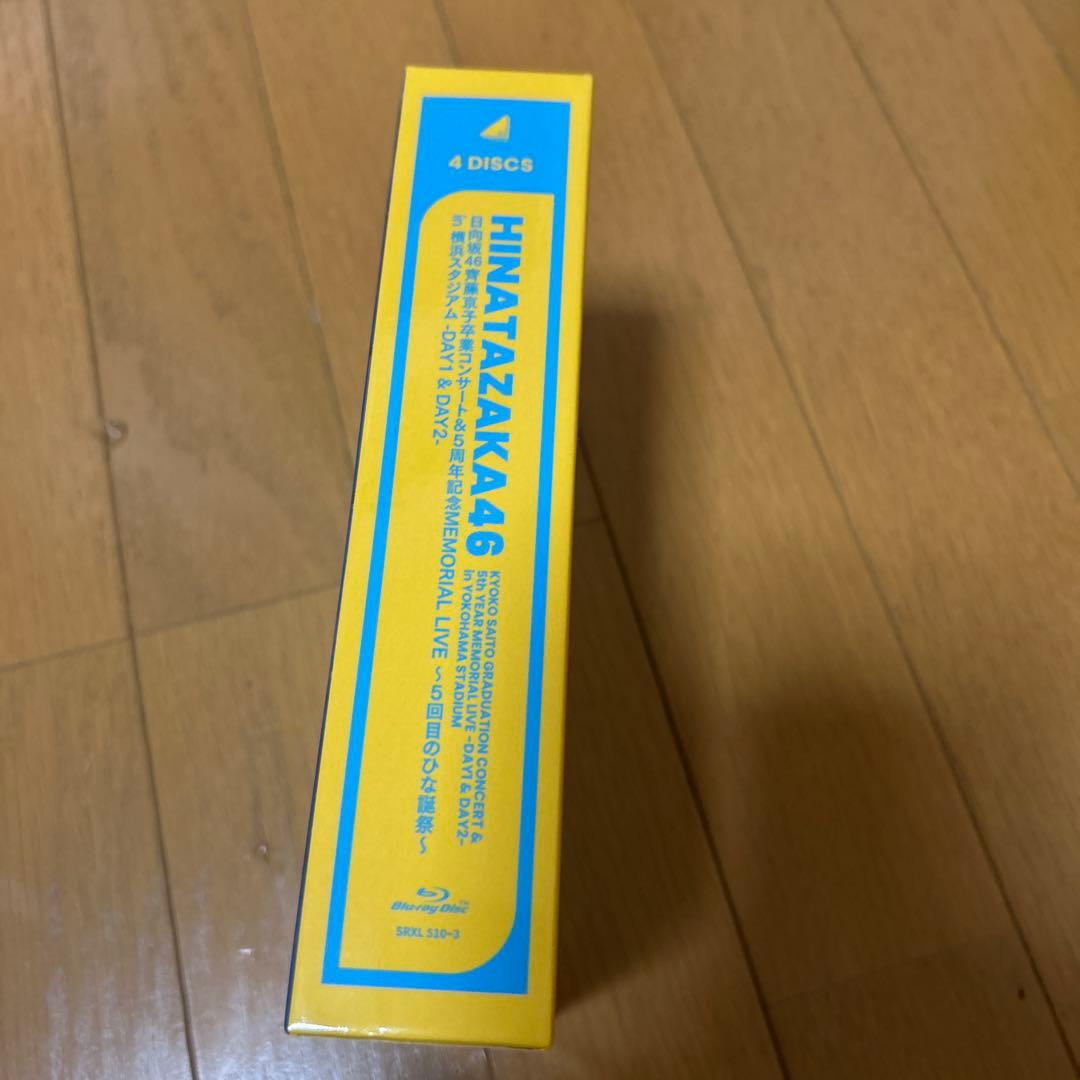 4 DISCS
HINATAZAKA46
KYOKO SAITO GRADUATION CONCERT &
5th YEAR MEMORIAL LIVE -DAY1 & DAY2-
in YOKOHAMA STADIUM
日向坂46 齊藤京子卒業コンサート&5周年記念MEMORIAL LIVE ～5回目のひな誕祭～
in 横浜スタジアム -DAY1 & DAY2-
Blu-ray Disc™
SRXL 510-3